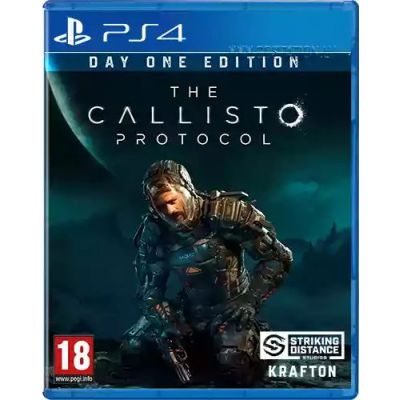 PS4
DAY ONE EDITION
THE
CALLISTO
PROTOCOL
18
www.pegi.info
STRIKING
DISTANCE
STUDIOS
KRAFTON